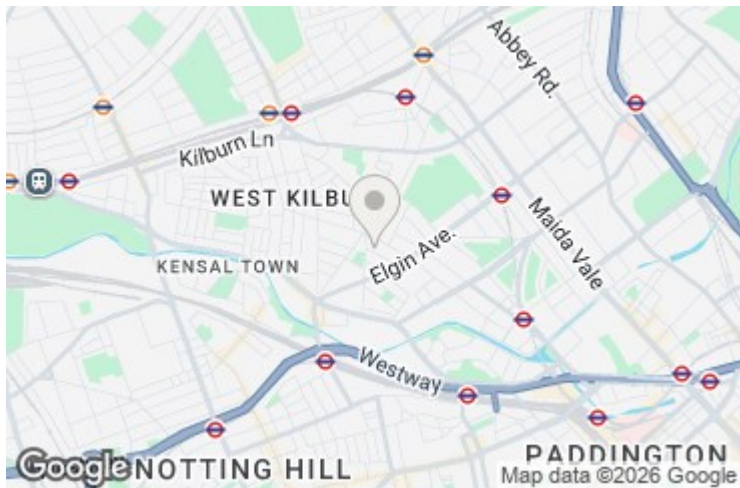 Abbey Rd.
Kilburn Ln
WEST KILBU
Maida Vale
Elgin Ave.
KENSAL TOWN
Westway
PADDINGTON
Google
NOTTING HILL
Map data ©2026 Google